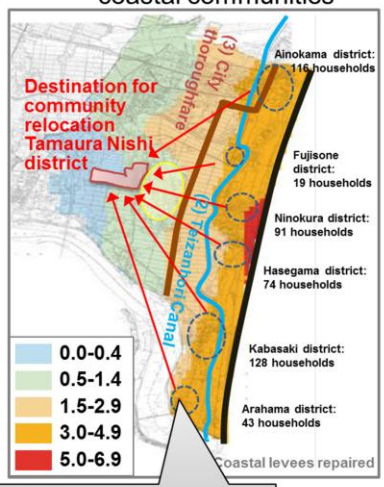 coastal communities
Ainokama district:
116 households
(3) City
thoroughfare
Destination for
community
relocation
Tamaura Nishi
district
Fujisone
district:
19 households
Ninokura district:
91 households
(2) Teizanbori Canal
Hasegama district:
74 households
Kabasaki district:
128 households
Arahama district:
43 households
0.0-0.4
0.5-1.4
1.5-2.9
3.0-4.9
5.0-6.9
Coastal levees repaired